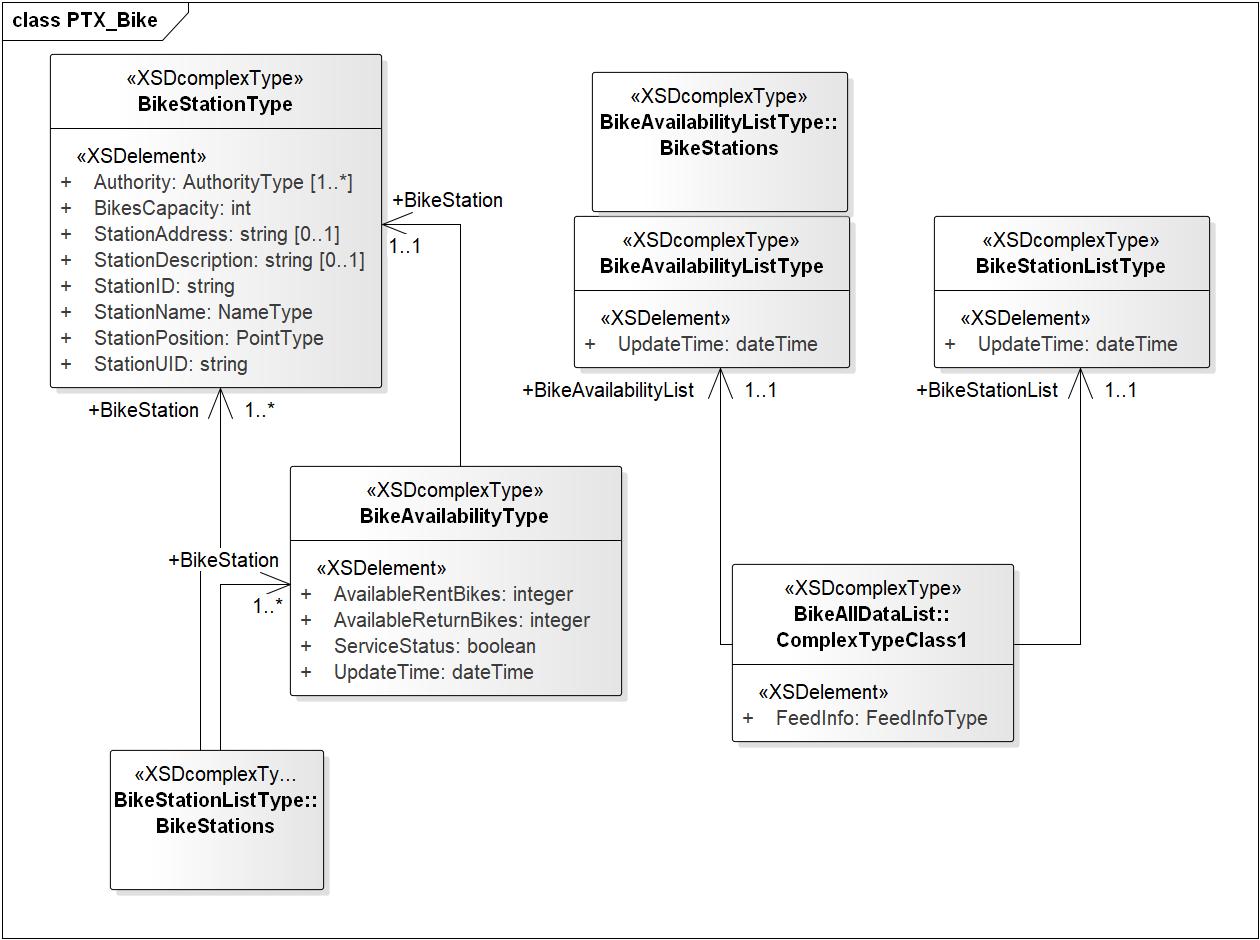 class PTX_Bike
«XSDcomplexType»
BikeStationType
«XSDelement»
+ Authority: AuthorityType [1..*]
+ BikesCapacity: int
+ StationAddress: string [0..1]
+ StationDescription: string [0..1]
+ StationID: string
+ StationName: NameType
+ StationPosition: PointType
+ StationUID: string
«XSDcomplexType»
BikeAvailabilityListType::
BikeStations
+BikeStation
1..1
«XSDcomplexType»
BikeAvailabilityListType
«XSDelement»
+ UpdateTime: dateTime
«XSDcomplexType»
BikeStationListType
«XSDelement»
+ UpdateTime: dateTime
+BikeStation 1..*
+BikeAvailabilityList 1..1
+BikeStationList 1..1
«XSDcomplexType»
BikeAvailabilityType
«XSDelement»
+ AvailableRentBikes: integer
+ AvailableReturnBikes: integer
+ ServiceStatus: boolean
+ UpdateTime: dateTime
+BikeStation
1..*
«XSDcomplexType»
BikeAllDataList::
ComplexTypeClass1
«XSDelement»
+ FeedInfo: FeedInfoType
«XSDcomplexTy...
BikeStationListType::
BikeStations